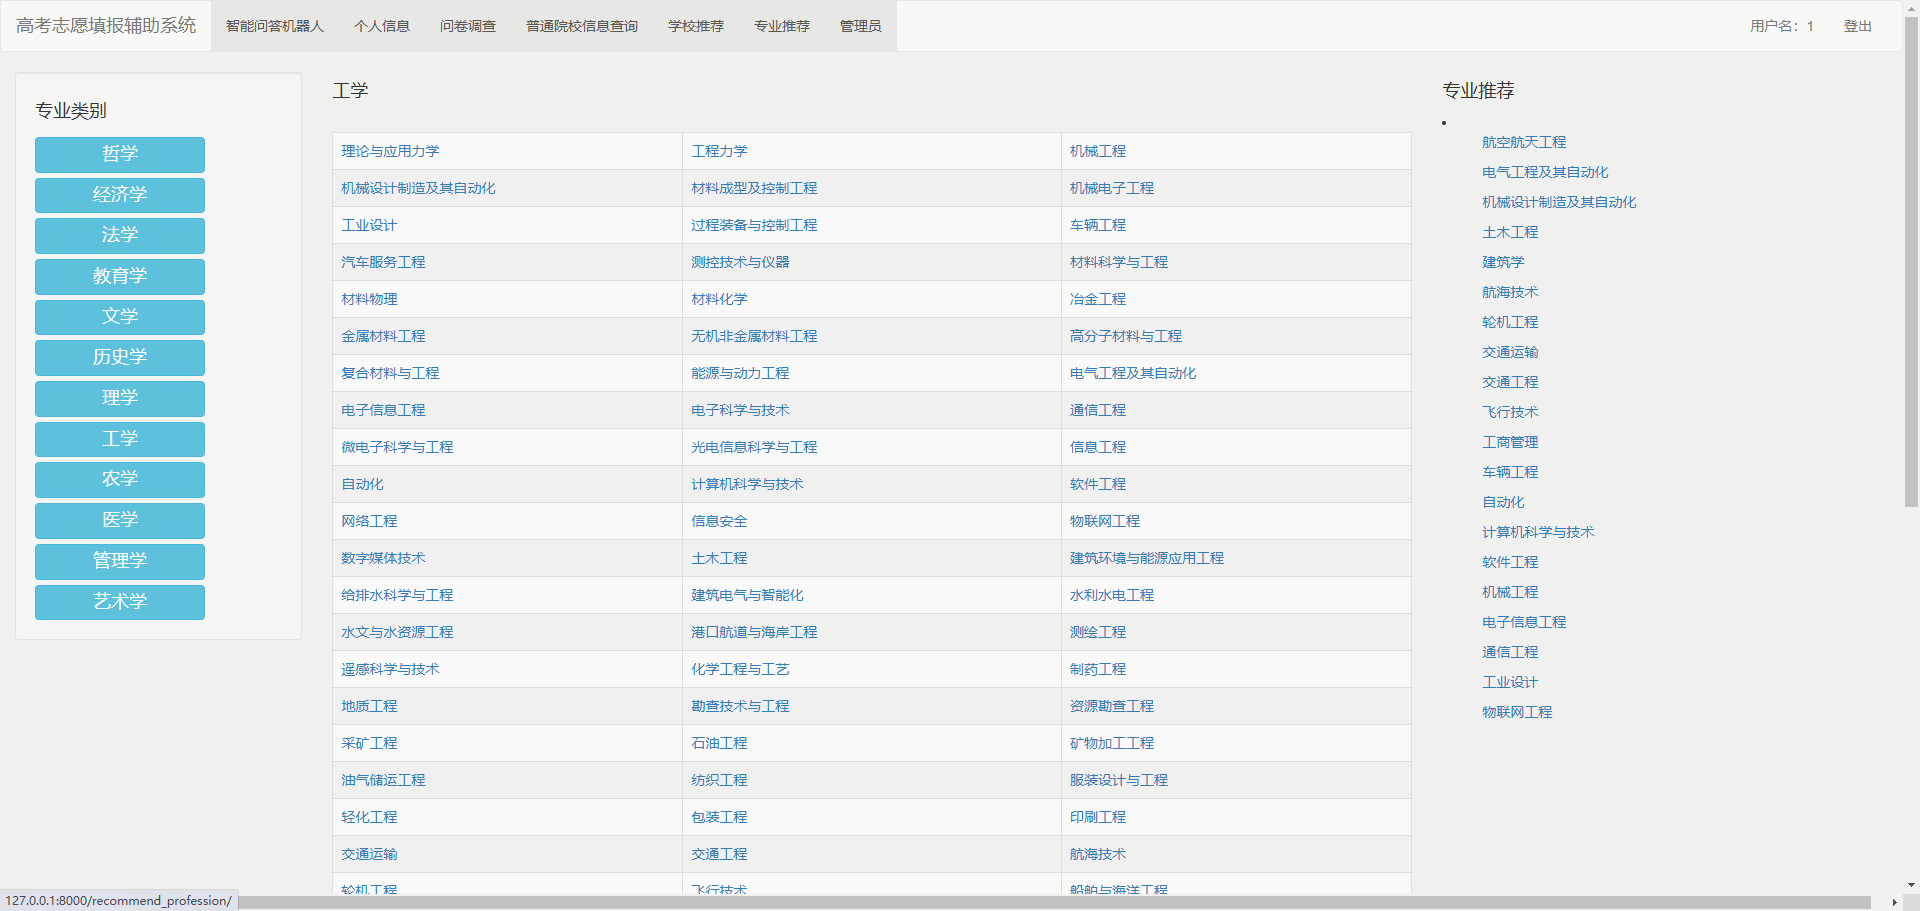 高考志愿填报辅助系统 智能问答机器人 个人信息 问卷调查 普通院校信息查询 学校推荐 专业推荐 管理员 用户名：1 登出
专业类别
哲学
经济学
法学
教育学
文学
历史学
理学
工学
农学
医学
管理学
艺术学
工学
理论与应用力学 工程力学 机械工程
机械设计制造及其自动化 材料成型及控制工程 机械电子工程
工业设计 过程装备与控制工程 车辆工程
汽车服务工程 测控技术与仪器 材料科学与工程
材料物理 材料化学 冶金工程
金属材料工程 无机非金属材料工程 高分子材料与工程
复合材料与工程 能源与动力工程 电气工程及其自动化
电子信息工程 电子科学与技术 通信工程
微电子科学与工程 光电信息科学与工程 信息工程
自动化 计算机科学与技术 软件工程
网络工程 信息安全 物联网工程
数字媒体技术 土木工程 建筑环境与能源应用工程
给排水科学与工程 建筑电气与智能化 水利水电工程
水文与水资源工程 港口航道与海岸工程 测绘工程
遥感科学与技术 化学工程与工艺 制药工程
地质工程 勘查技术与工程 资源勘查工程
采矿工程 石油工程 矿物加工工程
油气储运工程 纺织工程 服装设计与工程
轻化工程 包装工程 印刷工程
交通运输 交通工程 航海技术
轮机工程 飞行技术 船舶与海洋工程
专业推荐
航空航天工程
电气工程及其自动化
机械设计制造及其自动化
土木工程
建筑学
航海技术
轮机工程
交通运输
交通工程
飞行技术
工商管理
车辆工程
自动化
计算机科学与技术
软件工程
机械工程
电子信息工程
通信工程
工业设计
物联网工程
127.0.0.1:8000/recommend_profession/